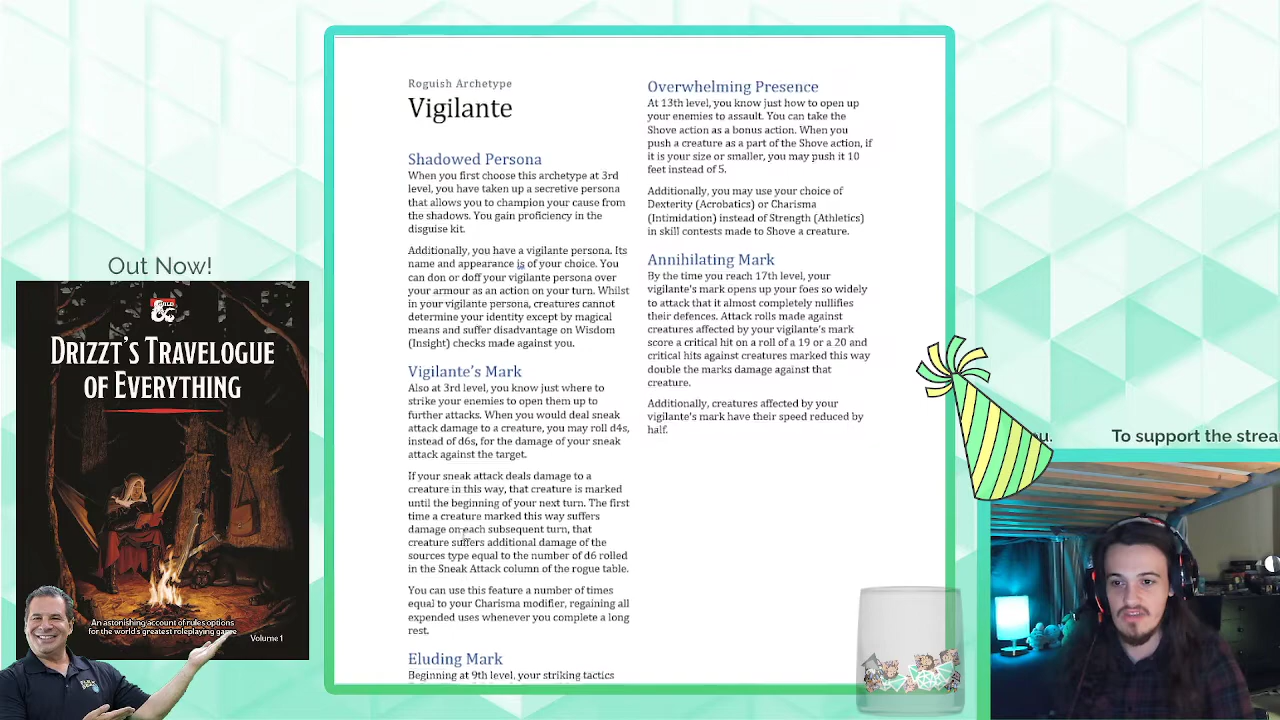 Out Now!
DRIZZT'S TRAVELOGUE
OF EVERYTHING
An astonishing account of rules options
for the world's greatest roleplaying game
Volume 1
Roguish Archetype
Vigilante
Shadowed Persona
When you first choose this archetype at 3rd
level, you have taken up a secretive persona
that allows you to champion your cause from
the shadows. You gain proficiency in the
disguise kit.
Additionally, you have a vigilante persona. Its
name and appearance is of your choice. You
can don or doff your vigilante persona over
your armour as an action on your turn. Whilst
in your vigilante persona, creatures cannot
determine your identity except by magical
means and suffer disadvantage on Wisdom
(Insight) checks made against you.
Vigilante's Mark
Also at 3rd level, you know just where to
strike your enemies to open them up to
further attacks. When you would deal sneak
attack damage to a creature, you may roll d4s,
instead of d6s, for the damage of your sneak
attack against the target.
If your sneak attack deals damage to a
creature in this way, that creature is marked
until the beginning of your next turn. The first
time a creature marked this way suffers
damage on each subsequent turn, that
creature suffers additional damage of the
sources type equal to the number of d6 rolled
in the Sneak Attack column of the rogue table.
You can use this feature a number of times
equal to your Charisma modifier, regaining all
expended uses whenever you complete a long
rest.
Eluding Mark
Beginning at 9th level, your striking tactics
Overwhelming Presence
At 13th level, you know just how to open up
your enemies to assault. You can take the
Shove action as a bonus action. When you
push a creature as a part of the Shove action, if
it is your size or smaller, you may push it 10
feet instead of 5.
Additionally, you may use your choice of
Dexterity (Acrobatics) or Charisma
(Intimidation) instead of Strength (Athletics)
in skill contests made to Shove a creature.
Annihilating Mark
By the time you reach 17th level, your
vigilante's mark opens up your foes so widely
to attack that it almost completely nullifies
their defences. Attack rolls made against
creatures affected by your vigilante's mark
score a critical hit on a roll of a 19 or a 20 and
critical hits against creatures marked this way
double the marks damage against that
creature.
Additionally, creatures affected by your
vigilante's mark have their speed reduced by
half.
To support the strea